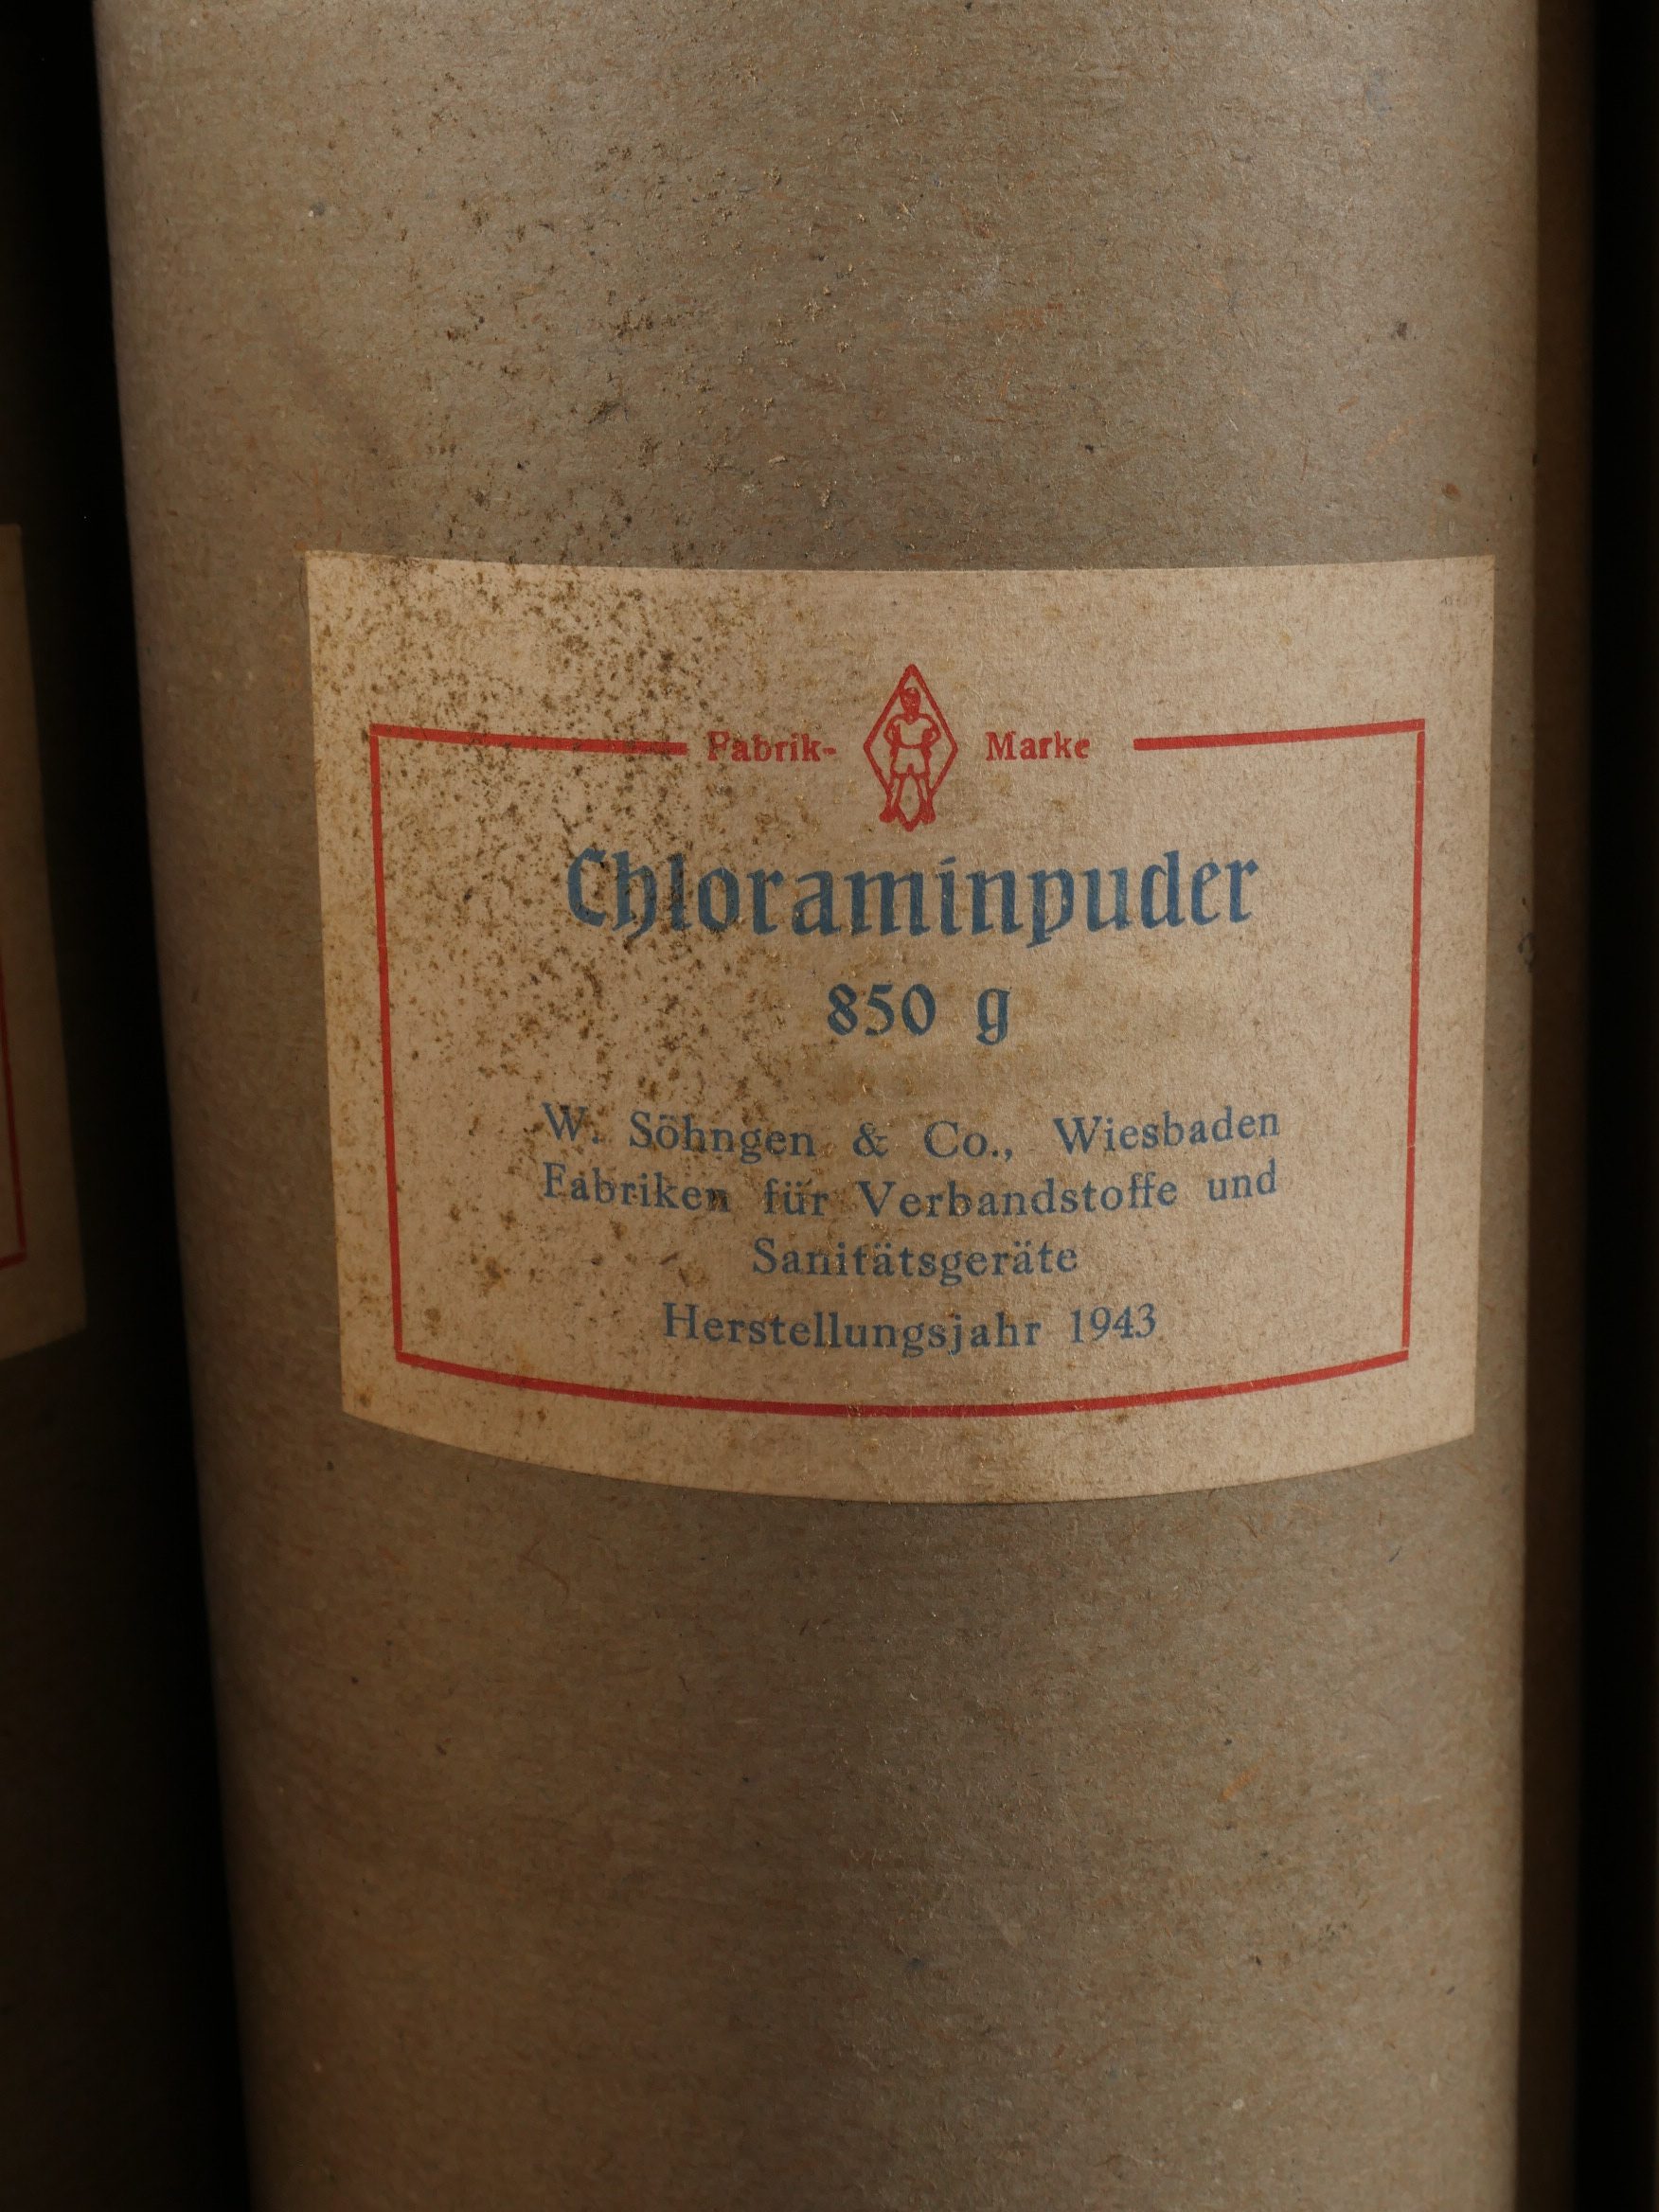 Fabrik- Marke
Chloraminpuder
850 g
W. Söhngen & Co., Wiesbaden
Fabriken für Verbandstoffe und
Sanitätsgeräte
Herstellungsjahr 1943